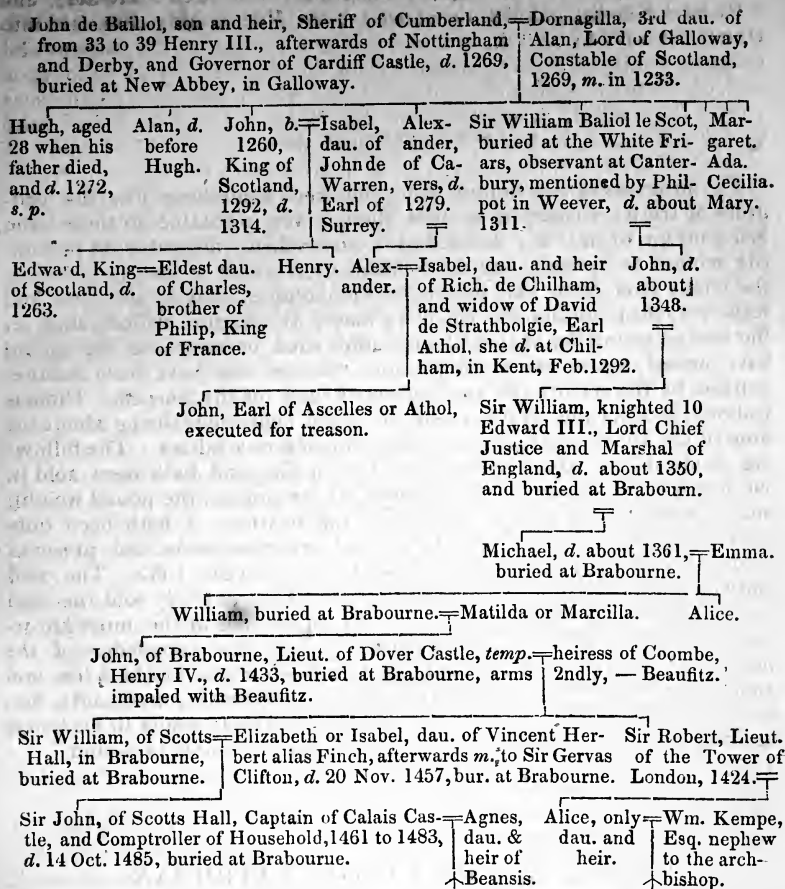 John de Baillol, son and heir, Sheriff of Cumberland,
from 33 to 39 Henry III., afterwards of Nottingham
and Derby, and Governor of Cardiff Castle, d. 1269,
buried at New Abbey, in Galloway.
Dornagilla, 3rd dau. of
Alan, Lord of Galloway,
Constable of Scotland,
1269, m. in 1233.
Hugh, aged
28 when his
father died,
and d. 1272,
s. p.
Alan, d.
before
Hugh.
John, b.
1260,
King of
Scotland,
1292, d.
1314.
Isabel,
dau. of
John de
Warren,
Earl of
Surrey.
Alex-
ander,
of Ca-
vers, d.
1279.
Sir William Baliol le Scot,
buried at the White Fri-
ars, observant at Canter-
bury, mentioned by Phil-
pot in Weever, d. about
1311.
Mar-
garet.
Ada.
Cecilia.
Mary.
Edward, King
of Scotland, d.
1263.
Eldest dau.
of Charles,
brother of
Philip, King
of France.
Henry.
Alex-
ander.
Isabel, dau. and heir
of Rich. de Chilham,
and widow of David
de Strathbolgie, Earl
Athol, she d. at Chil-
ham, in Kent, Feb. 1292.
John, d.
about
1348.
John, Earl of Ascelles or Athol,
executed for treason.
Sir William, knighted 10
Edward III., Lord Chief
Justice and Marshal of
England, d. about 1350,
and buried at Brabourn.
Michael, d. about 1361,
buried at Brabourne.
Emma.
William, buried at Brabourne.
Matilda or Marcilla.
Alice.
John, of Brabourne, Lieut. of Dover Castle, temp.
Henry IV., d. 1433, buried at Brabourne, arms
impaled with Beaufitz.
heiress of Coombe,
2ndly, — Beaufitz.
Sir William, of Scotts
Hall, in Brabourne,
buried at Brabourne.
Elizabeth or Isabel, dau. of Vincent Her-
bert alias Finch, afterwards m. to Sir Gervas
Clifton, d. 20 Nov. 1457, bur. at Brabourne.
Sir Robert, Lieut.
of the Tower of
London, 1424.
Sir John, of Scotts Hall, Captain of Calais Cas-
tle, and Comptroller of Household, 1461 to 1483,
d. 14 Oct. 1485, buried at Brabourne.
Agnes,
dau. &
heir of
Beansis.
Alice, only
dau. and
heir.
Wm. Kempe,
Esq. nephew
to the arch-
bishop.